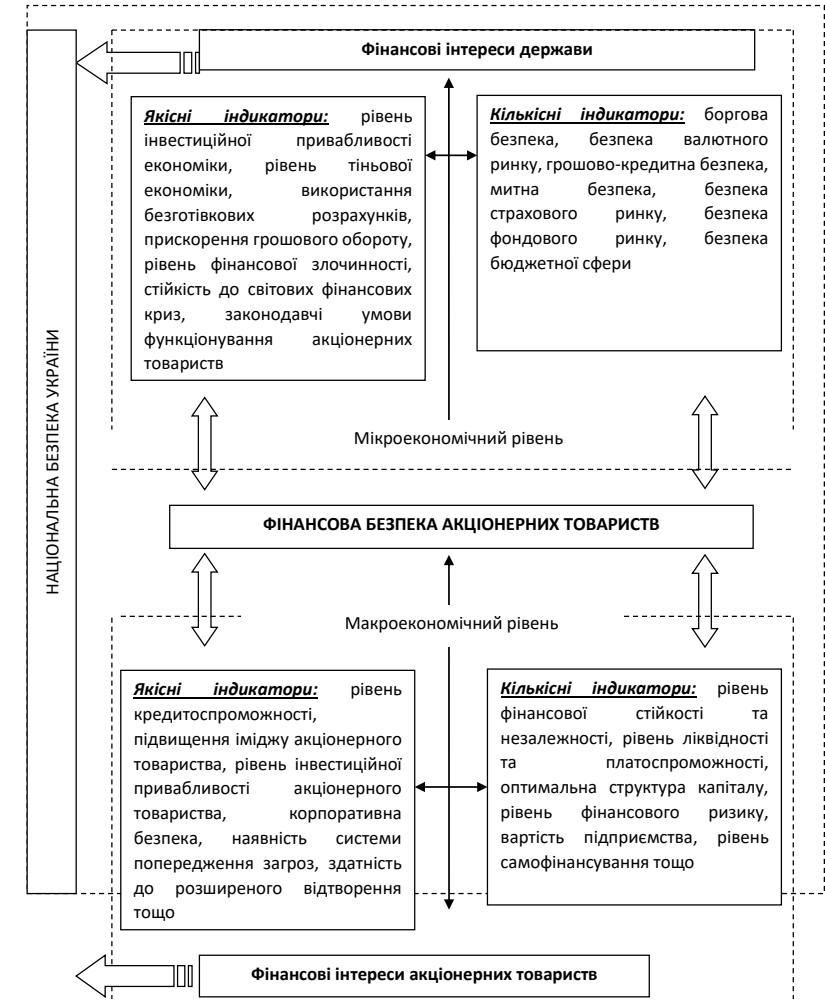 Фінансові інтереси держави
НАЦІОНАЛЬНА БЕЗПЕКА УКРАЇНИ
Якісні індикатори: рівень
інвестиційної привабливості
економіки, рівень тіньової
економіки, використання
безготівкових розрахунків,
прискорення грошового обороту,
рівень фінансової злочинності,
стійкість до світових фінансових
криз, законодавчі умови
функціонування акціонерних
товариств
Кількісні індикатори: боргова
безпека, безпека валютного
ринку, грошово-кредитна безпека,
митна безпека, безпека
страхового ринку, безпека
фондового ринку, безпека
бюджетної сфери
Мікроекономічний рівень
ФІНАНСОВА БЕЗПЕКА АКЦІОНЕРНИХ ТОВАРИСТВ
Макроекономічний рівень
Якісні індикатори: рівень
кредитоспроможності,
підвищення іміджу акціонерного
товариства, рівень інвестиційної
привабливості акціонерного
товариства, корпоративна
безпека, наявність системи
попередження загроз, здатність
до розширеного відтворення
тощо
Кількісні індикатори: рівень
фінансової стійкості та
незалежності, рівень ліквідності
та платоспроможності,
оптимальна структура капіталу,
рівень фінансового ризику,
вартість підприємства, рівень
самофінансування тощо
Фінансові інтереси акціонерних товариств